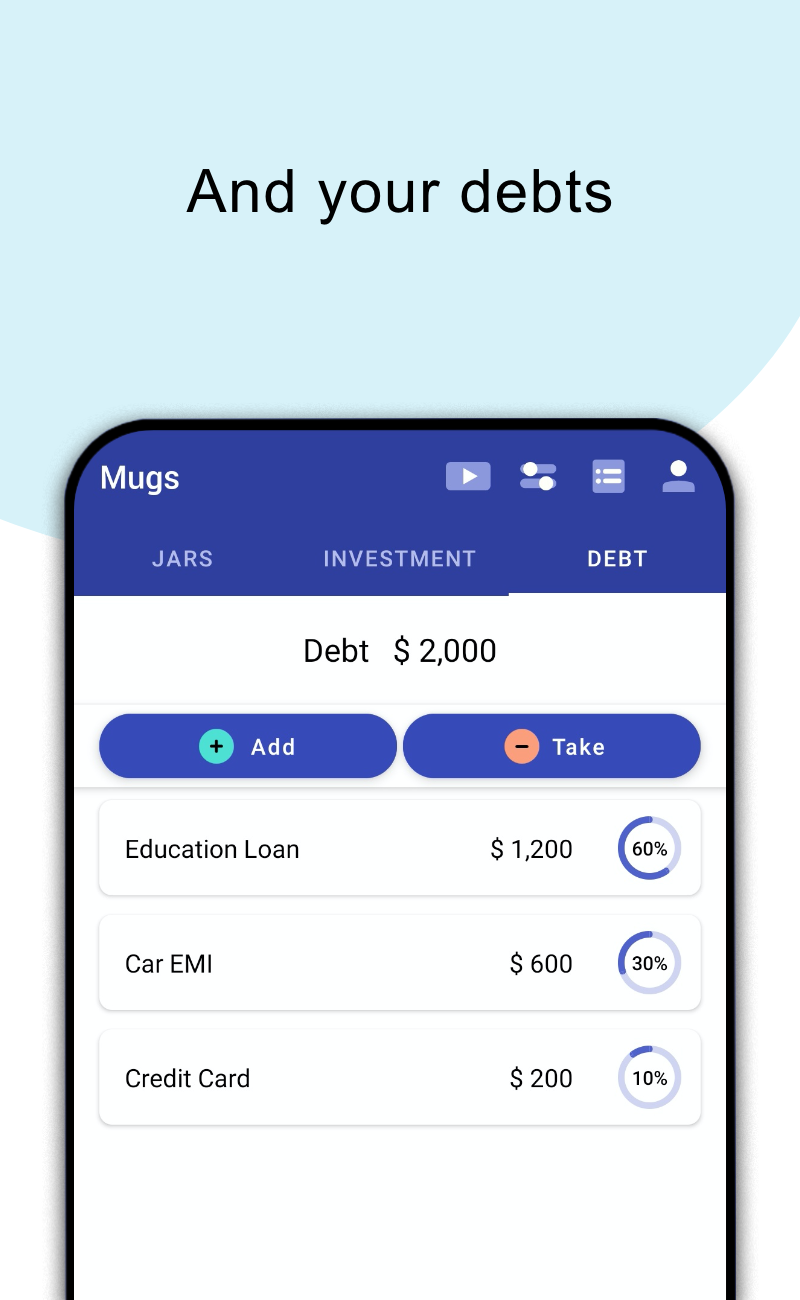 And your debts
Mugs
JARS INVESTMENT DEBT
Debt $ 2,000
Add Take
Education Loan $ 1,200 60%
Car EMI $ 600 30%
Credit Card $ 200 10%